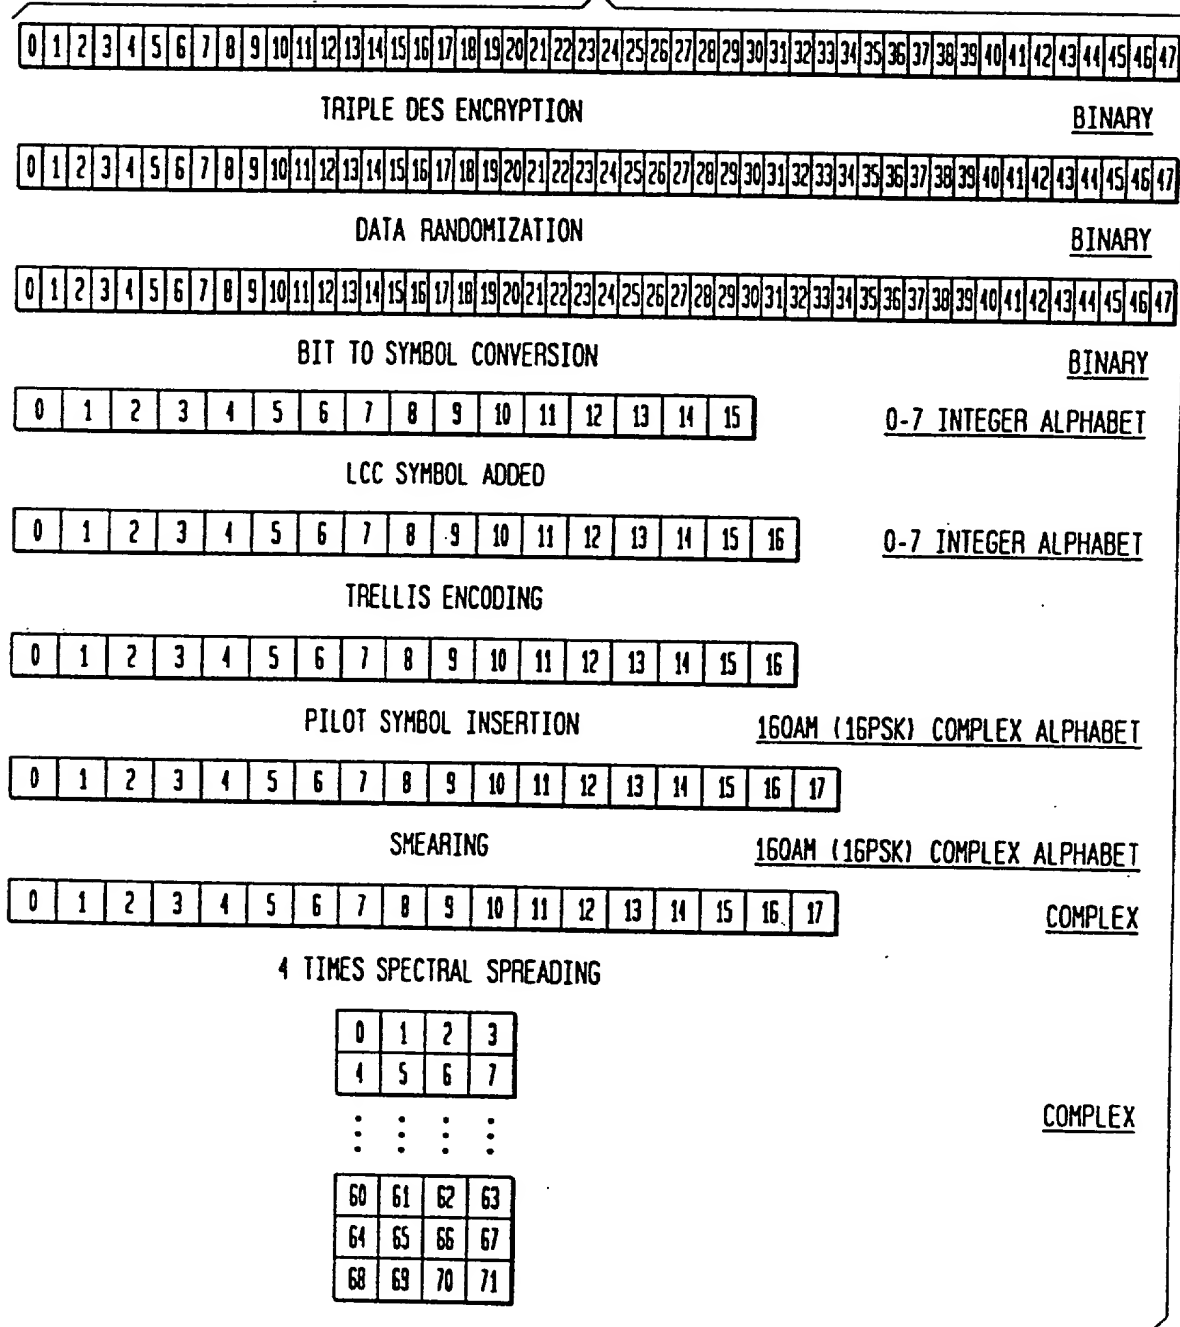 0 1 2 3 4 5 6 7 8 9 10 11 12 13 14 15 16 17 18 19 20 21 22 23 24 25 26 27 28 29 30 31 32 33 34 35 36 37 38 39 40 41 42 43 44 45 46 47
TRIPLE DES ENCRYPTION BINARY
0 1 2 3 4 5 6 7 8 9 10 11 12 13 14 15 16 17 18 19 20 21 22 23 24 25 26 27 28 29 30 31 32 33 34 35 36 37 38 39 40 41 42 43 44 45 46 47
DATA RANDOMIZATION BINARY
0 1 2 3 4 5 6 7 8 9 10 11 12 13 14 15 16 17 18 19 20 21 22 23 24 25 26 27 28 29 30 31 32 33 34 35 36 37 38 39 40 41 42 43 44 45 46 47
BIT TO SYMBOL CONVERSION BINARY
0 1 2 3 4 5 6 7 8 9 10 11 12 13 14 15 0-7 INTEGER ALPHABET
LCC SYMBOL ADDED
0 1 2 3 4 5 6 7 8 9 10 11 12 13 14 15 16 0-7 INTEGER ALPHABET
TRELLIS ENCODING
0 1 2 3 4 5 6 7 8 9 10 11 12 13 14 15 16
PILOT SYMBOL INSERTION 16QAM (16PSK) COMPLEX ALPHABET
0 1 2 3 4 5 6 7 8 9 10 11 12 13 14 15 16 17
SMEARING 16QAM (16PSK) COMPLEX ALPHABET
0 1 2 3 4 5 6 7 8 9 10 11 12 13 14 15 16 17 COMPLEX
4 TIMES SPECTRAL SPREADING
0 1 2 3
4 5 6 7
COMPLEX
60 61 62 63
64 65 66 67
68 69 70 71